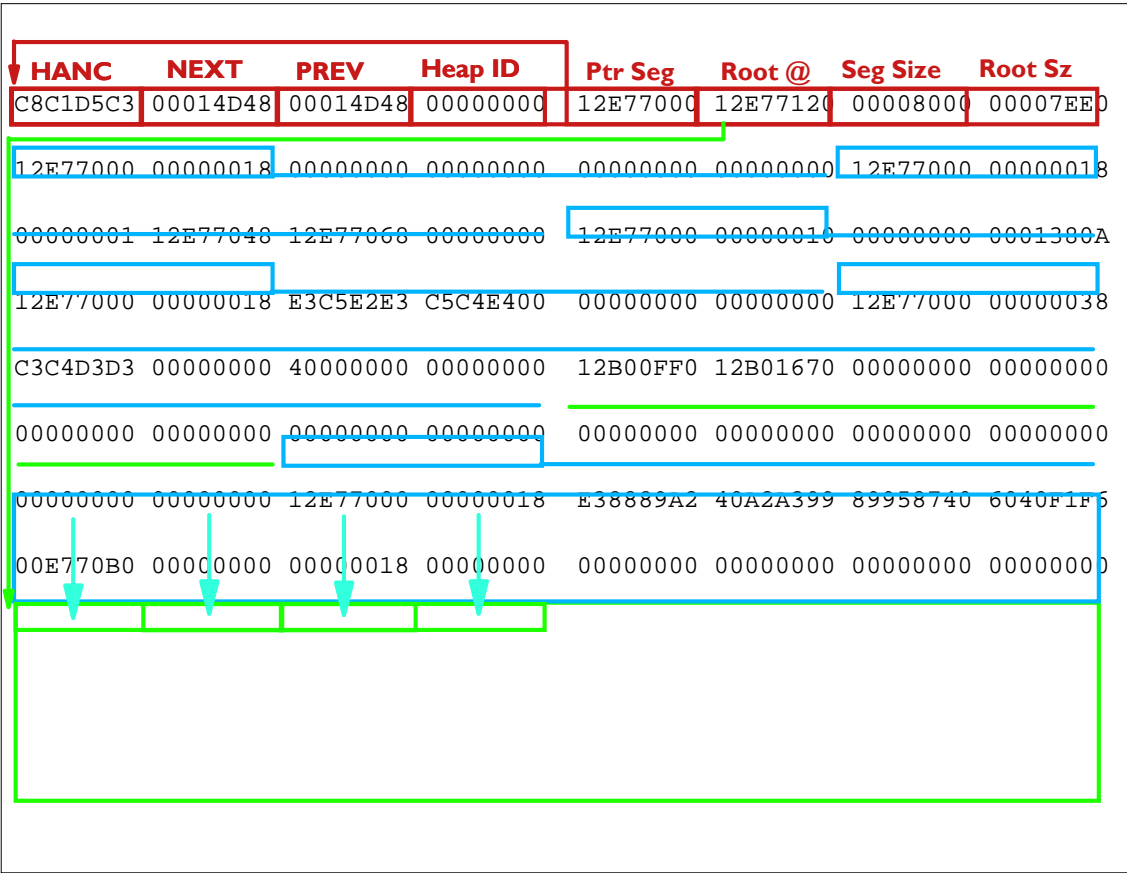 HANC NEXT PREV Heap ID Ptr Seg Root @ Seg Size Root Sz
C8C1D5C3 00014D48 00014D48 00000000 12E77000 12E77120 00008000 00007EE0
12E77000 00000018 00000000 00000000 00000000 00000000 12E77000 00000018
00000001 12E77048 12E77068 00000000 12E77000 00000010 00000000 0001380A
12E77000 00000018 E3C5E2E3 C5C4E400 00000000 00000000 12E77000 00000038
C3C4D3D3 00000000 40000000 00000000 12B00FF0 12B01670 00000000 00000000
00000000 00000000 00000000 00000000 00000000 00000000 00000000 00000000
00000000 00000000 12E77000 00000018 E38889A2 40A2A399 89958740 6040F1F6
00E770B0 00000000 00000018 00000000 00000000 00000000 00000000 00000000